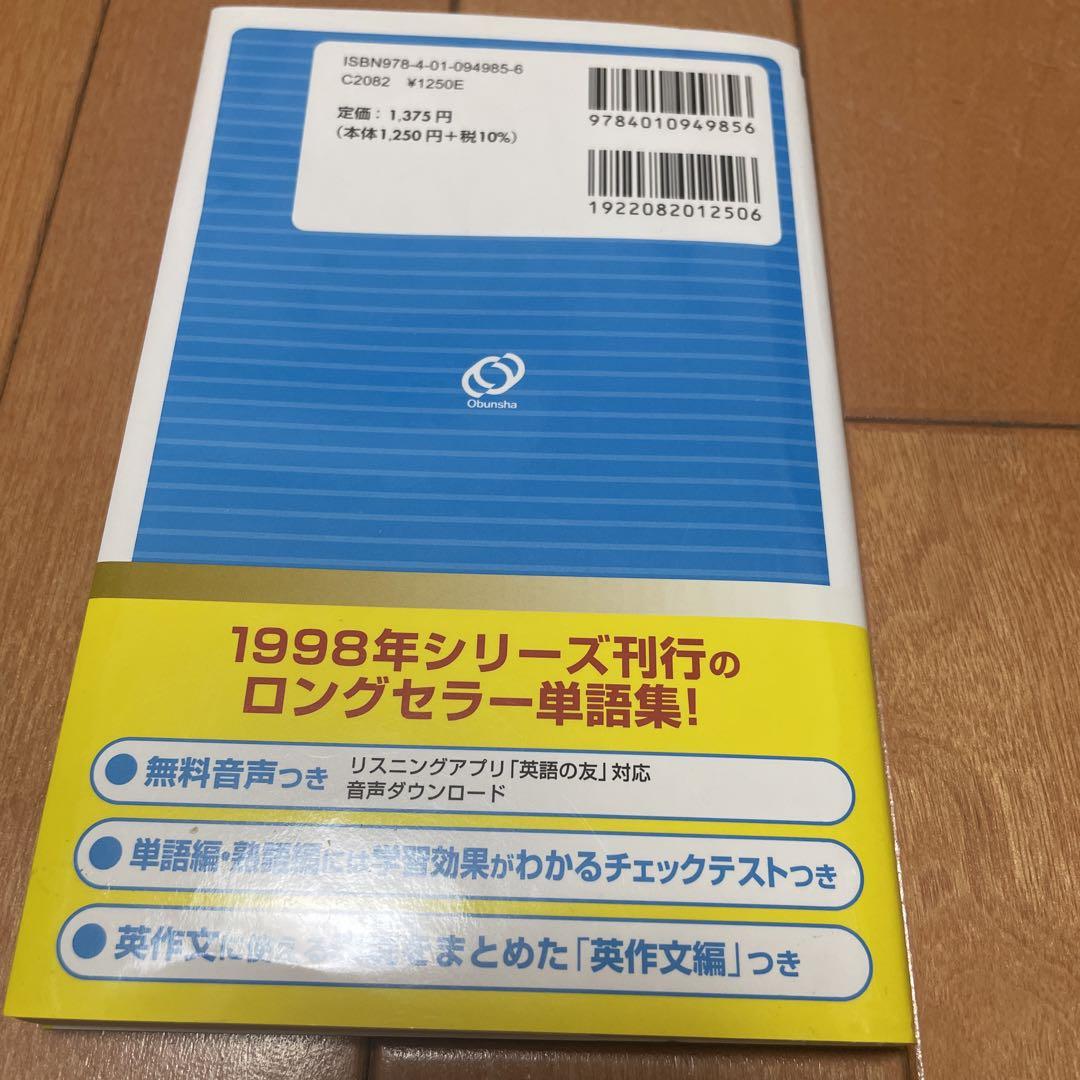 ISBN978-4-01-094985-6
C2082 ¥1250E
定価：1,375円
（本体1,250円＋税10%）
9784010949856
1922082012506
Obunsha
1998年シリーズ刊行の
ロングセラー単語集!
●無料音声つき リスニングアプリ「英語の友」対応
音声ダウンロード
●単語編・熟語編には学習効果がわかるチェックテストつき
●英作文に使える をまとめた「英作文編」つき